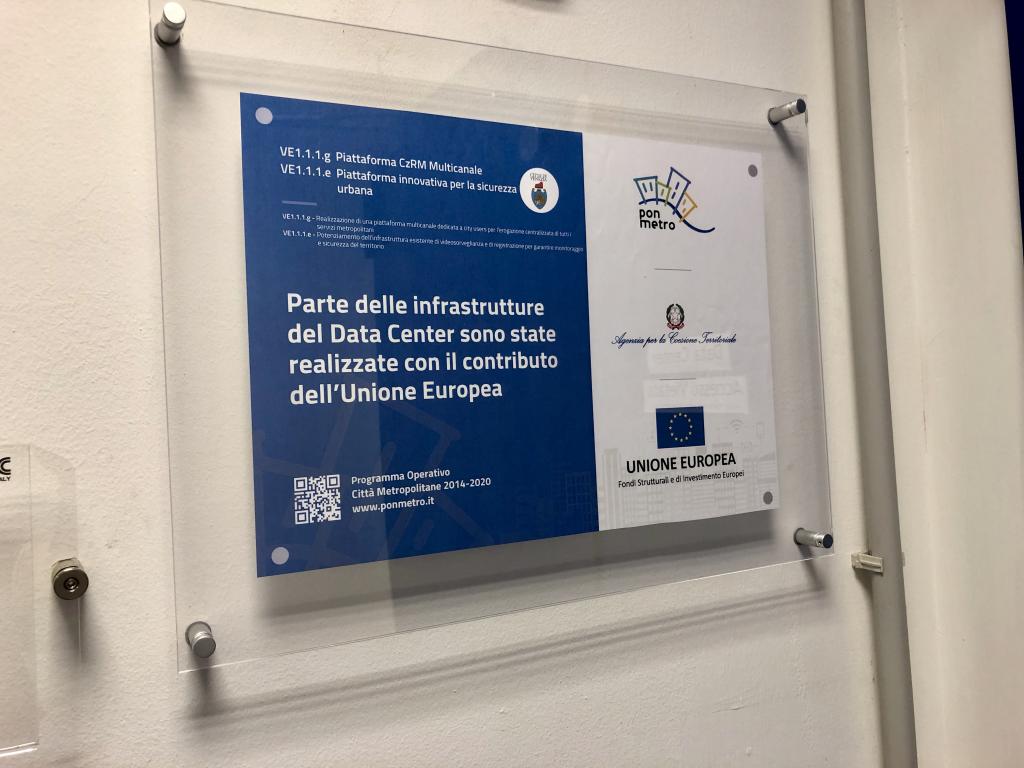 VE1.1.1.g Piattaforma CzRM Multicanale
VE1.1.1.e Piattaforma innovativa per la sicurezza
urbana
VE1.1.1.g - Realizzazione di una piattaforma multicanale dedicata a city users per l'erogazione centralizzata di tutti i
servizi metropolitani
VE1.1.1.e - Potenziamento dell'infrastruttura esistente di videosorveglianza e di registrazione per garantire monitoraggio
e sicurezza del territorio
Parte delle infrastrutture
del Data Center sono state
realizzate con il contributo
dell'Unione Europea
Programma Operativo
Città Metropolitane 2014-2020
www.ponmetro.it
pon
metro
Agenzia per la Coesione Territoriale
UNIONE EUROPEA
Fondi Strutturali e di Investimento Europei